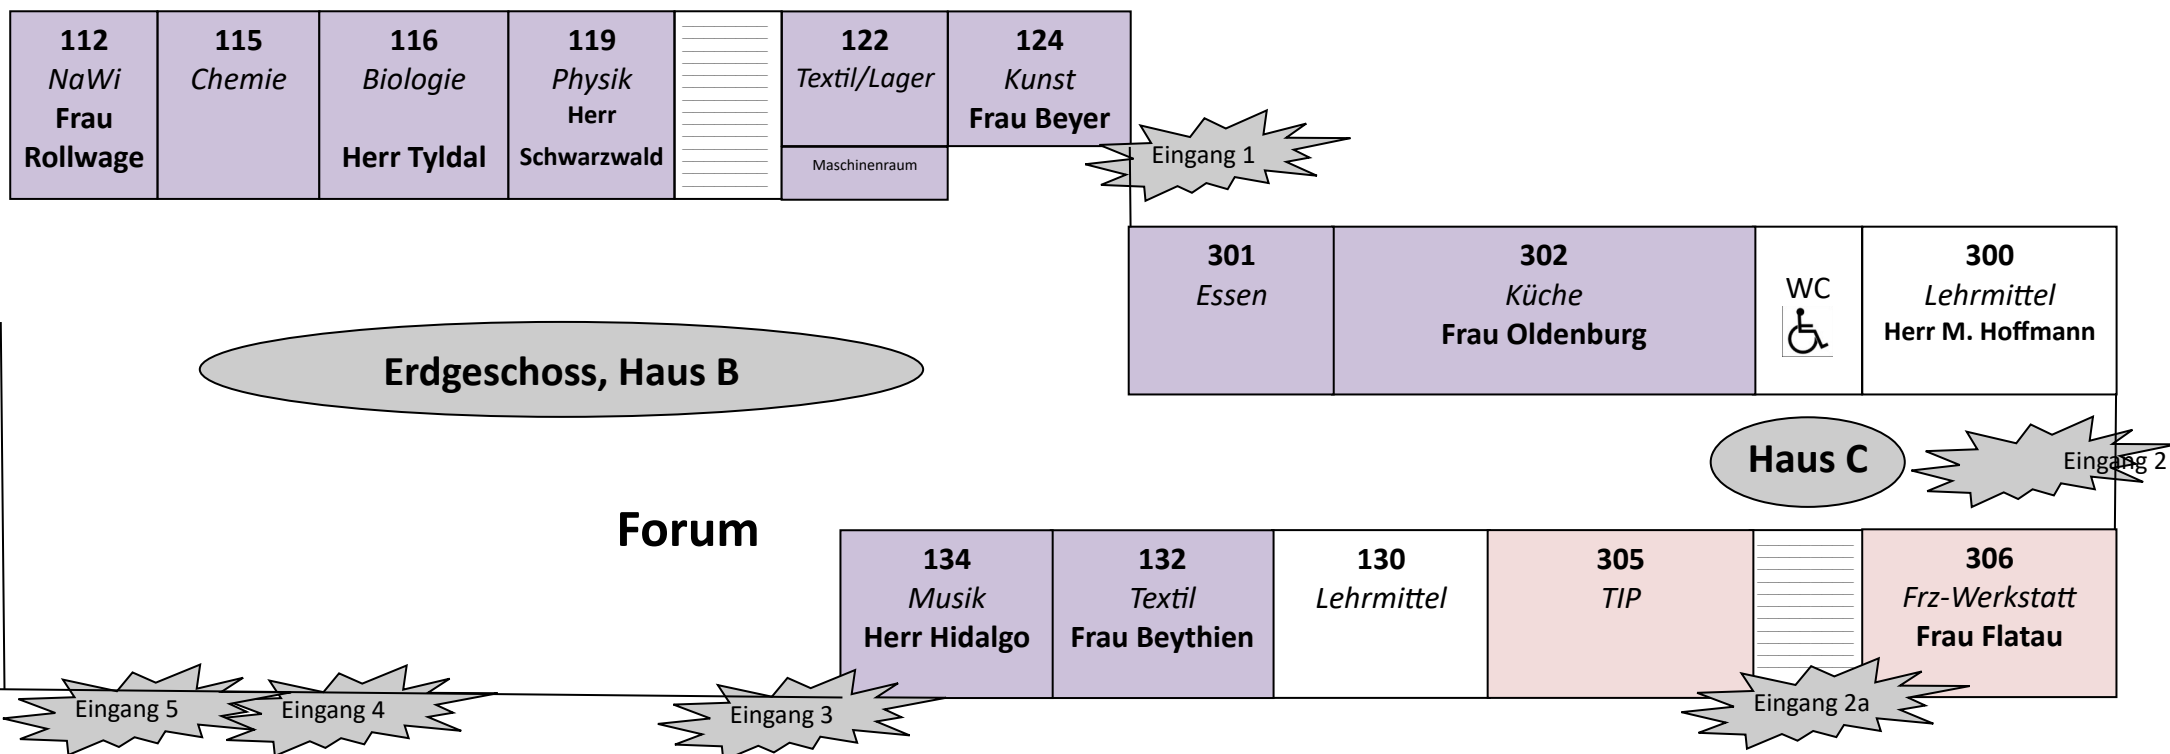 112
NaWi
Frau
Rollwage
115
Chemie
116
Biologie
Herr Tyldal
119
Physik
Herr
Schwarzwald
122
Textil/Lager
Maschinenraum
124
Kunst
Frau Beyer
Eingang 1
301
Essen
302
Küche
Frau Oldenburg
WC
300
Lehrmittel
Herr M. Hoffmann
Erdgeschoss, Haus B
Haus C
Eingang 2
Forum
134
Musik
Herr Hidalgo
132
Textil
Frau Beythien
130
Lehrmittel
305
TIP
306
Frz-Werkstatt
Frau Flatau
Eingang 5
Eingang 4
Eingang 3
Eingang 2a